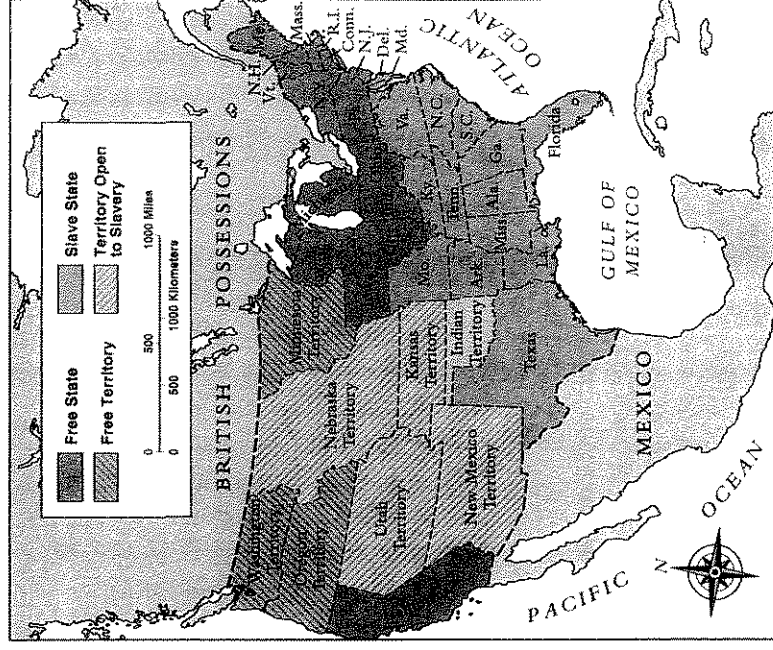 Free State
Slave State
Free Territory
Territory Open
to Slavery
0 500 1000 Miles
0 500 1000 Kilometers
BRITISH POSSESSIONS
Washington
Territory
Oregon
Territory
Minnesota
Territory
Nebraska
Territory
Utah
Territory
Kansas
Territory
New Mexico
Territory
Indian
Territory
Texas
Mo.
Ark.
La.
Ky.
Tenn.
Miss.
Ala.
Ga.
Florida
Va.
N.C.
S.C.
N.H.
Vt.
Mass.
R.I.
Conn.
N.J.
Del.
Md.
ATLANTIC
OCEAN
GULF OF
MEXICO
MEXICO
PACIFIC OCEAN
N